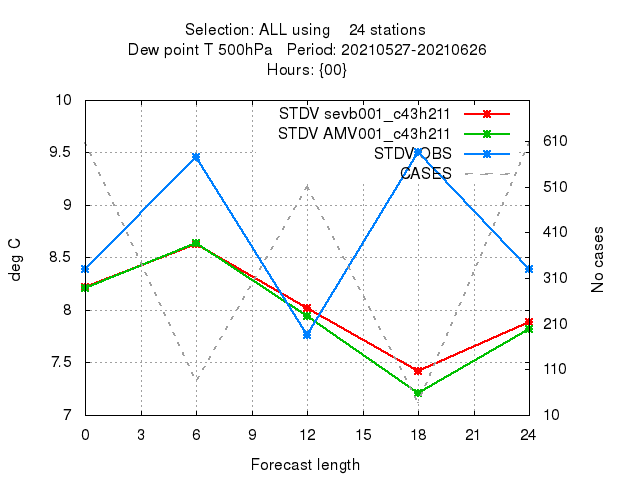 Selection: ALL using 24 stations
Dew point T 500hPa Period: 20210527-20210626
Hours: {00}
STDV sevb001_c43h211
STDV AMV001_c43h211
STDV OBS
CASES
10
9.5
9
8.5
8
7.5
7
610
510
410
310
210
110
10
0 3 6 9 12 15 18 21 24
deg C
No cases
Forecast length